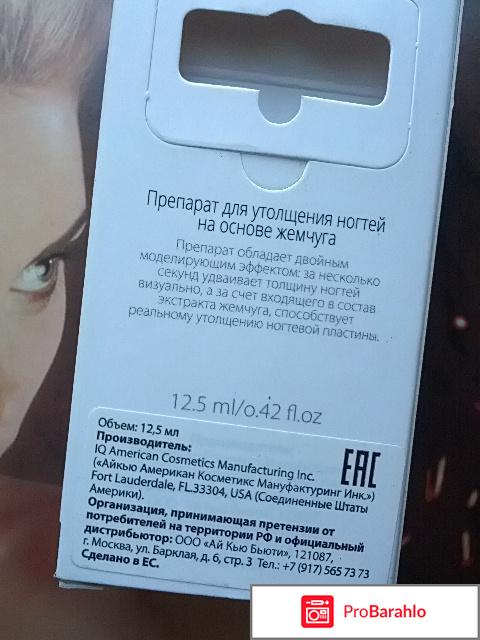 Препарат для утолщения ногтей
на основе жемчуга
Препарат обладает двойным
моделирующим эффектом: за несколько
секунд удваивает толщину ногтей
визуально, а за счет входящего в состав
экстракта жемчуга, способствует
реальному утолщению ногтевой пластины.
12.5 ml/0.42 fl.oz
Объем: 12,5 мл
Производитель:
IQ American Cosmetics Manufacturing Inc.
(«Айкью Американ Косметикс Мануфактуринг Инк.»)
Fort Lauderdale, FL.33304, USA (Соединенные Штаты
Америки).
EAC
Организация, принимающая претензии от
потребителей на территории РФ и официальный
дистрибьютор: ООО «Ай Кью Бьюти», 121087,
г. Москва, ул. Барклая, д. 6, стр. 3 Тел.: +7 (917) 565 73 73
Сделано в ЕС.
ProBarahlo